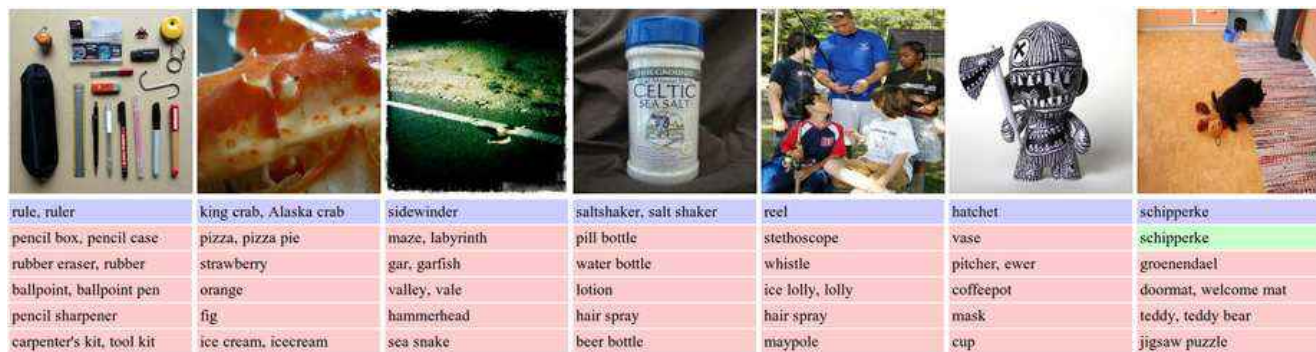 CELTIC
SEA SALT
rule, ruler
pencil box, pencil case
rubber eraser, rubber
ballpoint, ballpoint pen
pencil sharpener
carpenter's kit, tool kit
king crab, Alaska crab
pizza, pizza pie
strawberry
orange
fig
ice cream, icecream
sidewinder
maze, labyrinth
gar, garfish
valley, vale
hammerhead
sea snake
saltshaker, salt shaker
pill bottle
water bottle
lotion
hair spray
beer bottle
reel
stethoscope
whistle
ice lolly, lolly
hair spray
maypole
hatchet
vase
pitcher, ewer
coffeepot
mask
cup
schipperke
schipperke
groenendael
doormat, welcome mat
teddy, teddy bear
jigsaw puzzle